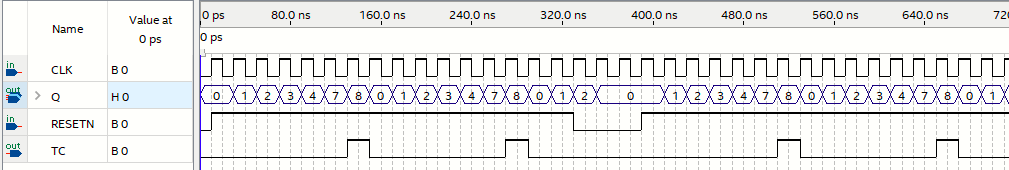 Name Value at 0 ps
0 ps 80.0 ns 160.0 ns 240.0 ns 320.0 ns 400.0 ns 480.0 ns 560.0 ns 640.0 ns 720
0 ps
in CLK B 0
out Q H 0 0 1 2 3 4 7 8 0 1 2 3 4 7 8 0 1 2 0 1 2 3 4 7 8 0 1 2 3 4 7 8 0 1
in RESETN B 0
out TC B 0